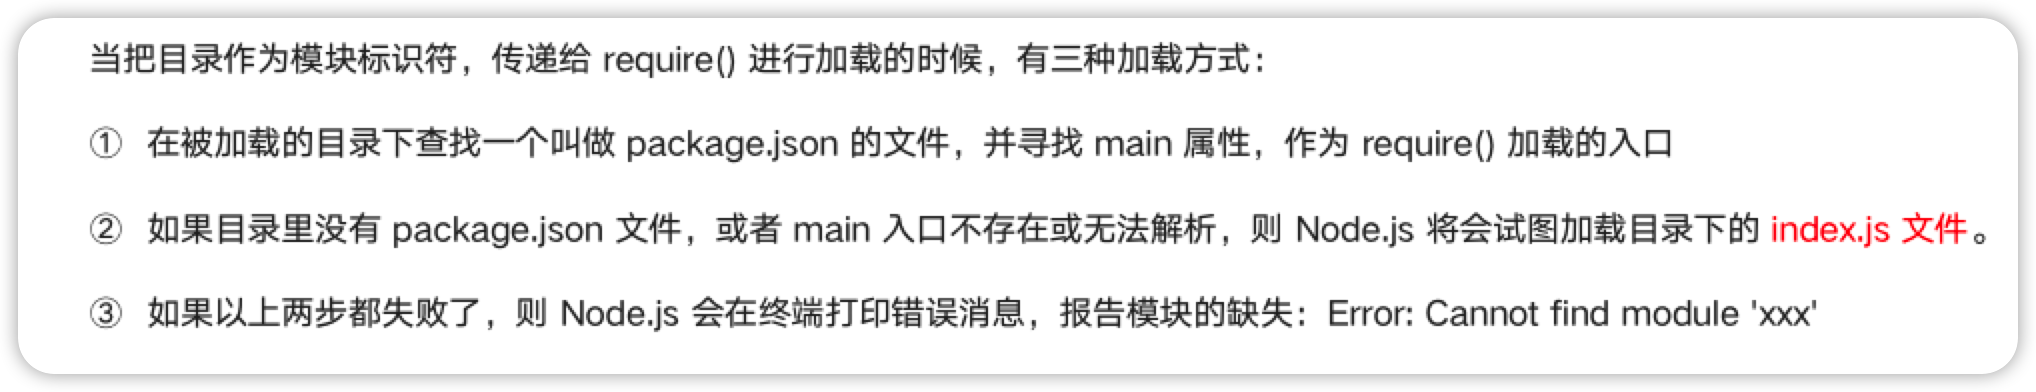 当把目录作为模块标识符，传递给 require() 进行加载的时候，有三种加载方式：
① 在被加载的目录下查找一个叫做 package.json 的文件，并寻找 main 属性，作为 require() 加载的入口
② 如果目录里没有 package.json 文件，或者 main 入口不存在或无法解析，则 Node.js 将会试图加载目录下的 index.js 文件。
③ 如果以上两步都失败了，则 Node.js 会在终端打印错误消息，报告模块的缺失：Error: Cannot find module 'xxx'